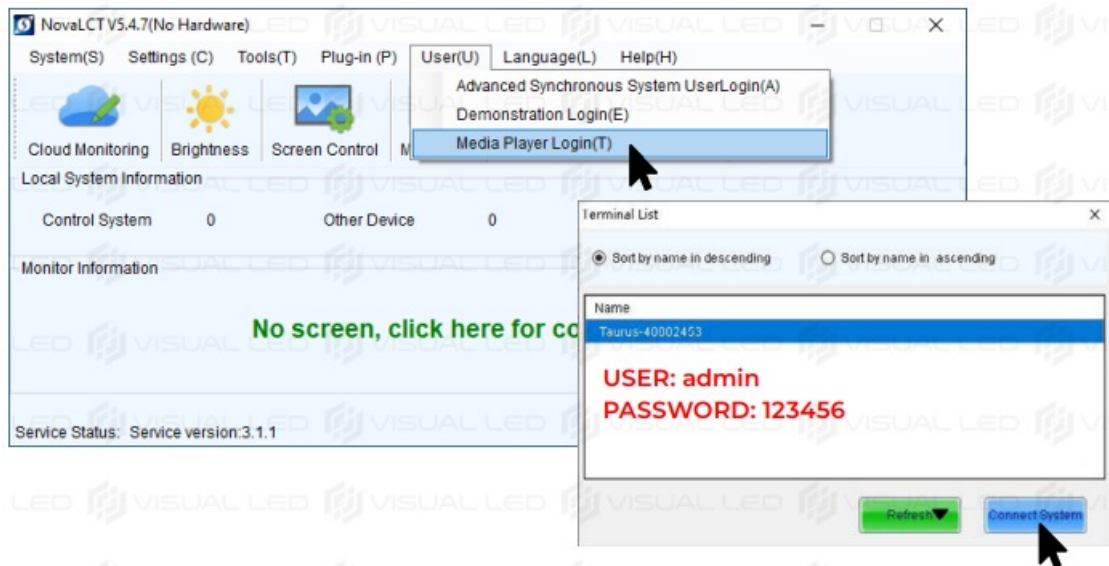 NovaLCT V5.4.7(No Hardware)
System(S) Settings (C) Tools(T) Plug-in (P) User(U) Language(L) Help(H)
Advanced Synchronous System UserLogin(A)
Demonstration Login(E)
Media Player Login(T)
Cloud Monitoring Brightness Screen Control M
Local System Information
Control System 0 Other Device 0
Monitor Information
No screen, click here for co
Service Status: Service version:3.1.1
Terminal List
Sort by name in descending Sort by name in ascending
Name
Taurus-40002453
USER: admin
PASSWORD: 123456
Refresh Connect System
VISUAL LED